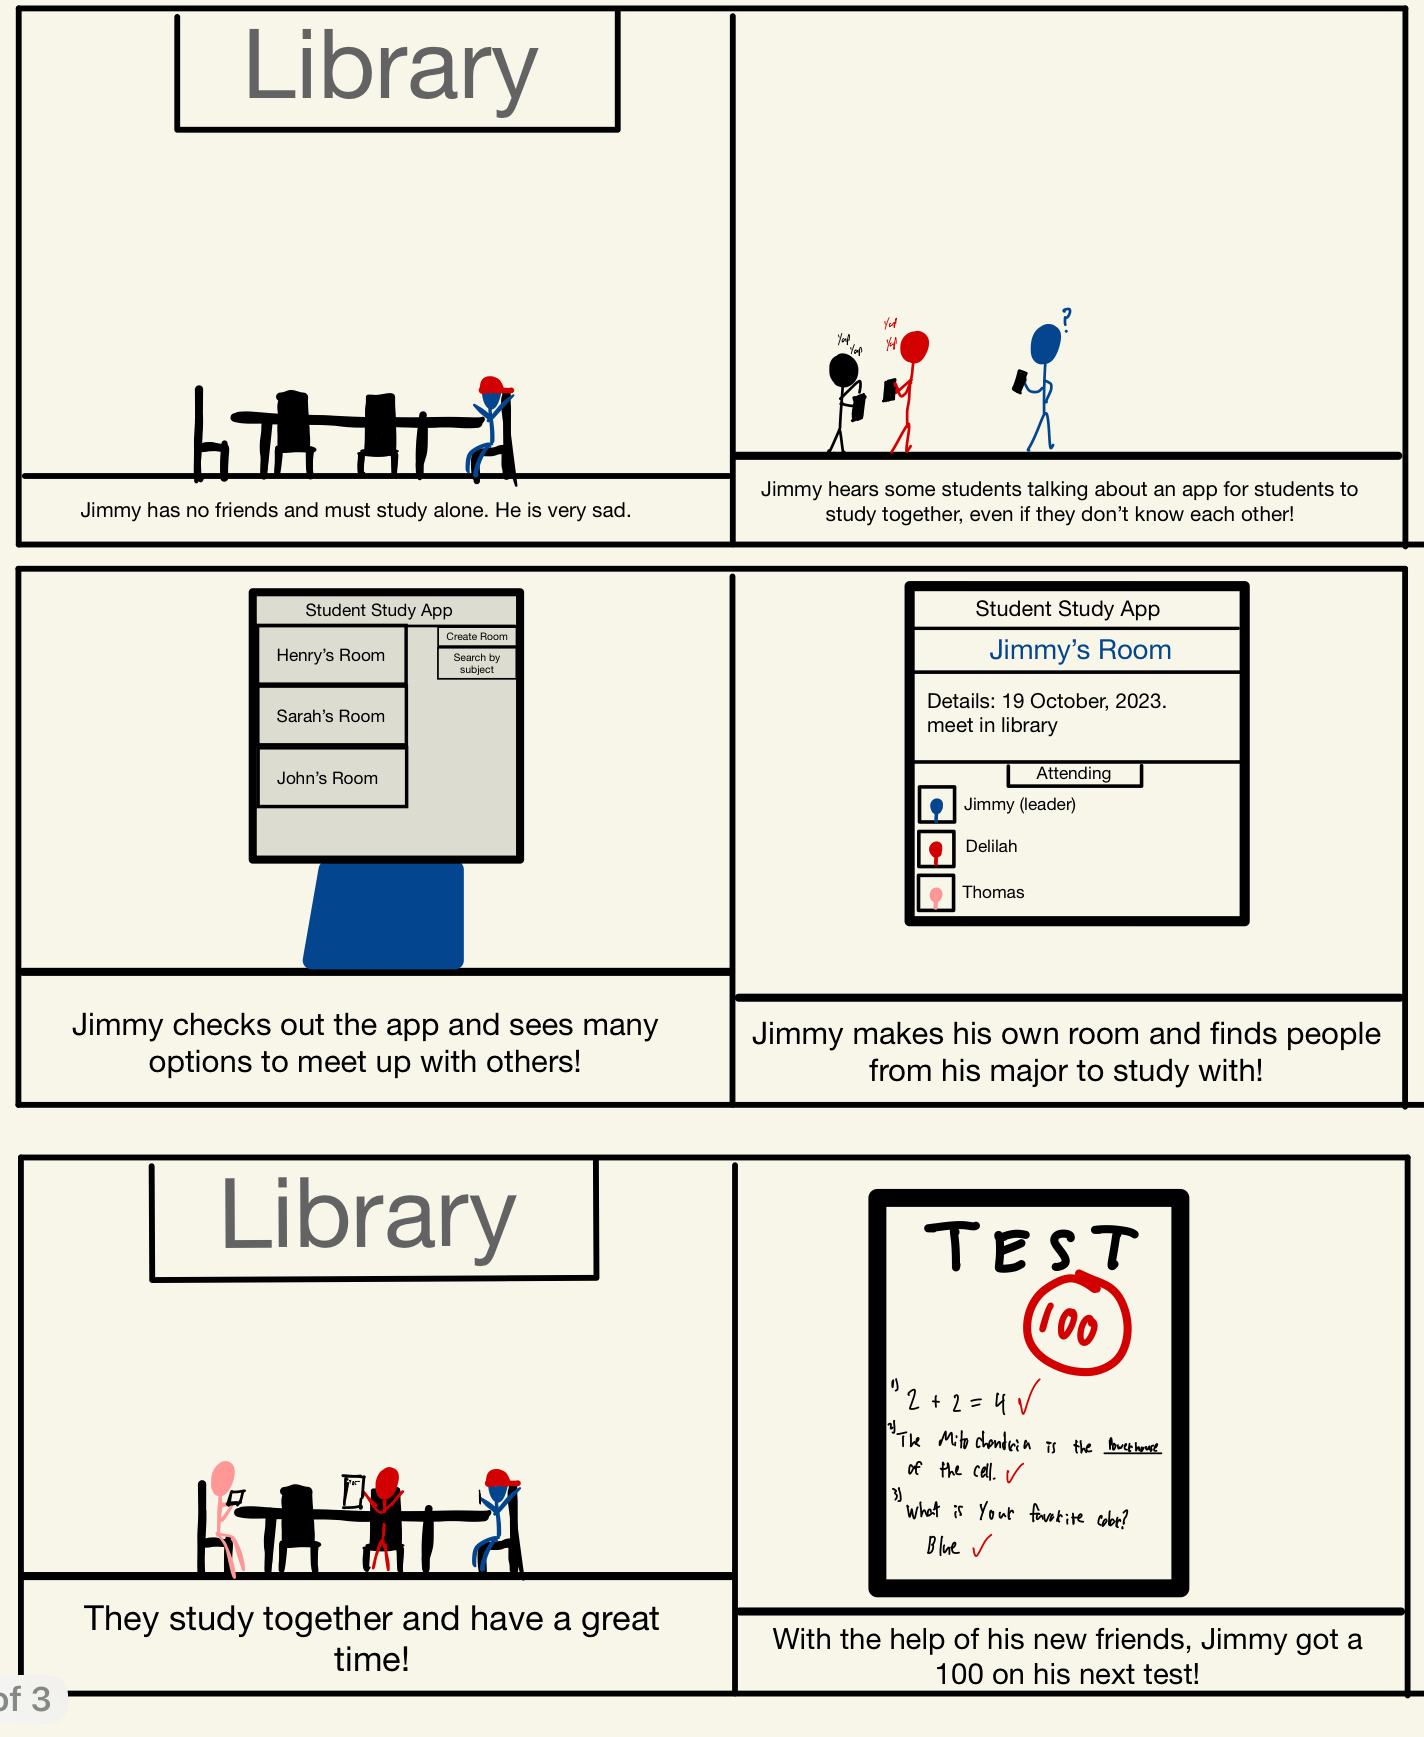 Library
Jimmy has no friends and must study alone. He is very sad.
Yap
Yap
Yap
Yap
?
Jimmy hears some students talking about an app for students to
study together, even if they don't know each other!
Student Study App
Henry's Room
Sarah's Room
John's Room
Create Room
Search by
subject
Jimmy checks out the app and sees many
options to meet up with others!
Student Study App
Jimmy's Room
Details: 19 October, 2023.
meet in library
Attending
Jimmy (leader)
Delilah
Thomas
Jimmy makes his own room and finds people
from his major to study with!
Library
They study together and have a great
time!
TEST
100
1) 2 + 2 = 4
2) The Mitochondria is the Powerhouse
of the cell.
3) What is Your favorite color?
Blue
With the help of his new friends, Jimmy got a
100 on his next test!
of 3